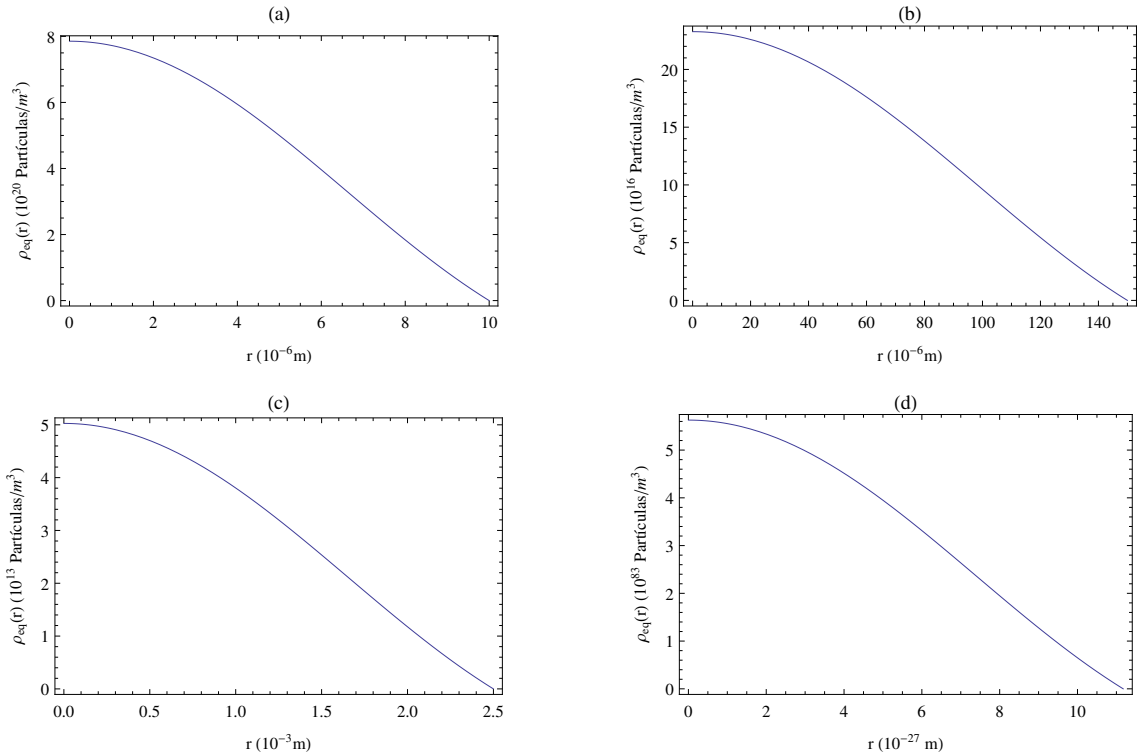 (a)
8
6
4
2
0
ρeq(r) (10^20 Partículas/m^3)
0 2 4 6 8 10
r (10^−6m)
(b)
20
15
10
5
0
ρeq(r) (10^16 Partículas/m^3)
0 20 40 60 80 100 120 140
r (10^−6m)
(c)
5
4
3
2
1
0
ρeq(r) (10^13 Partículas/m^3)
0.0 0.5 1.0 1.5 2.0 2.5
r (10^−3m)
(d)
5
4
3
2
1
0
ρeq(r) (10^83 Partículas/m^3)
0 2 4 6 8 10
r (10^−27 m)